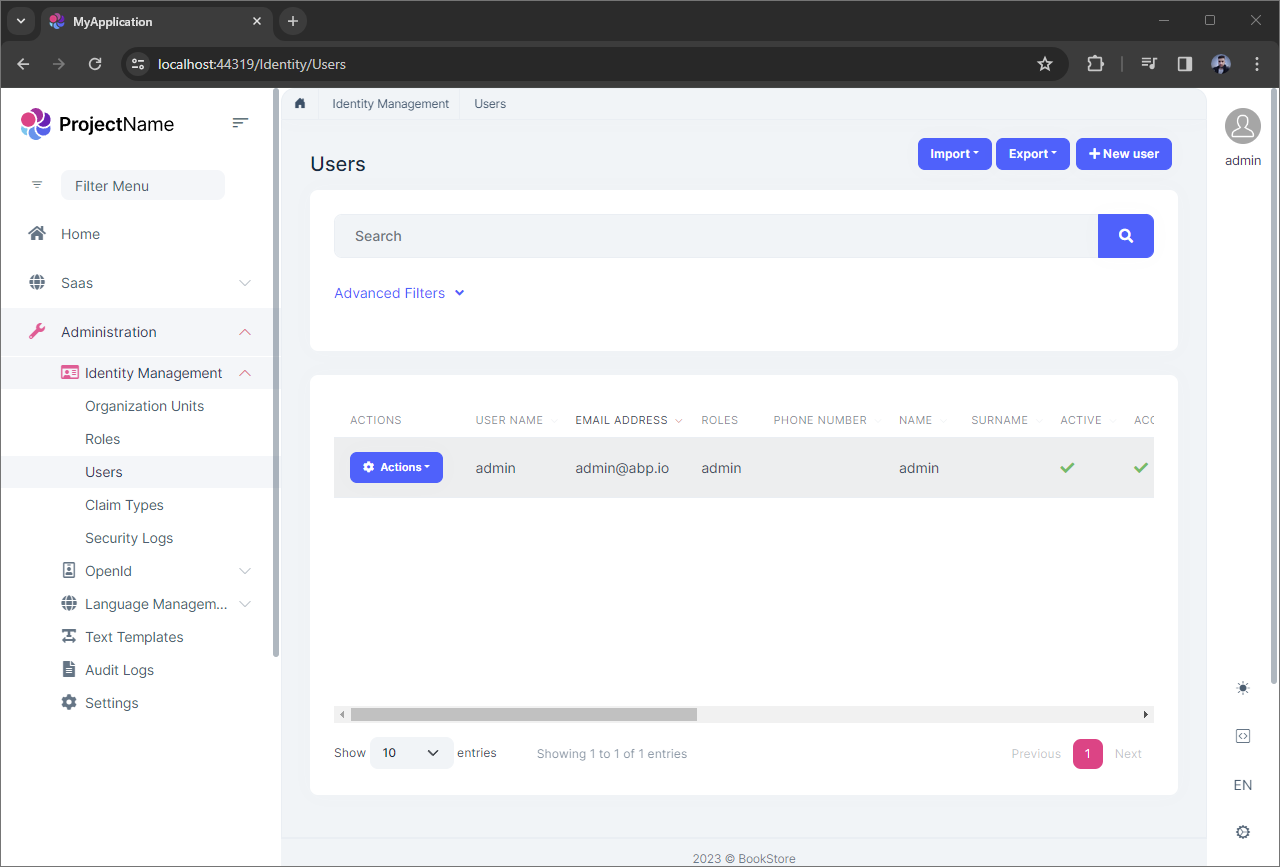 MyApplication
localhost:44319/Identity/Users
ProjectName
Filter Menu
Home
Saas
Administration
Identity Management
Organization Units
Roles
Users
Claim Types
Security Logs
OpenId
Language Managem...
Text Templates
Audit Logs
Settings
Identity Management Users
Users
Import Export New user
Search
Advanced Filters
ACTIONS USER NAME EMAIL ADDRESS ROLES PHONE NUMBER NAME SURNAME ACTIVE ACC
Actions admin admin@abp.io admin admin
Show 10 entries Showing 1 to 1 of 1 entries Previous 1 Next
2023 © BookStore
admin
EN